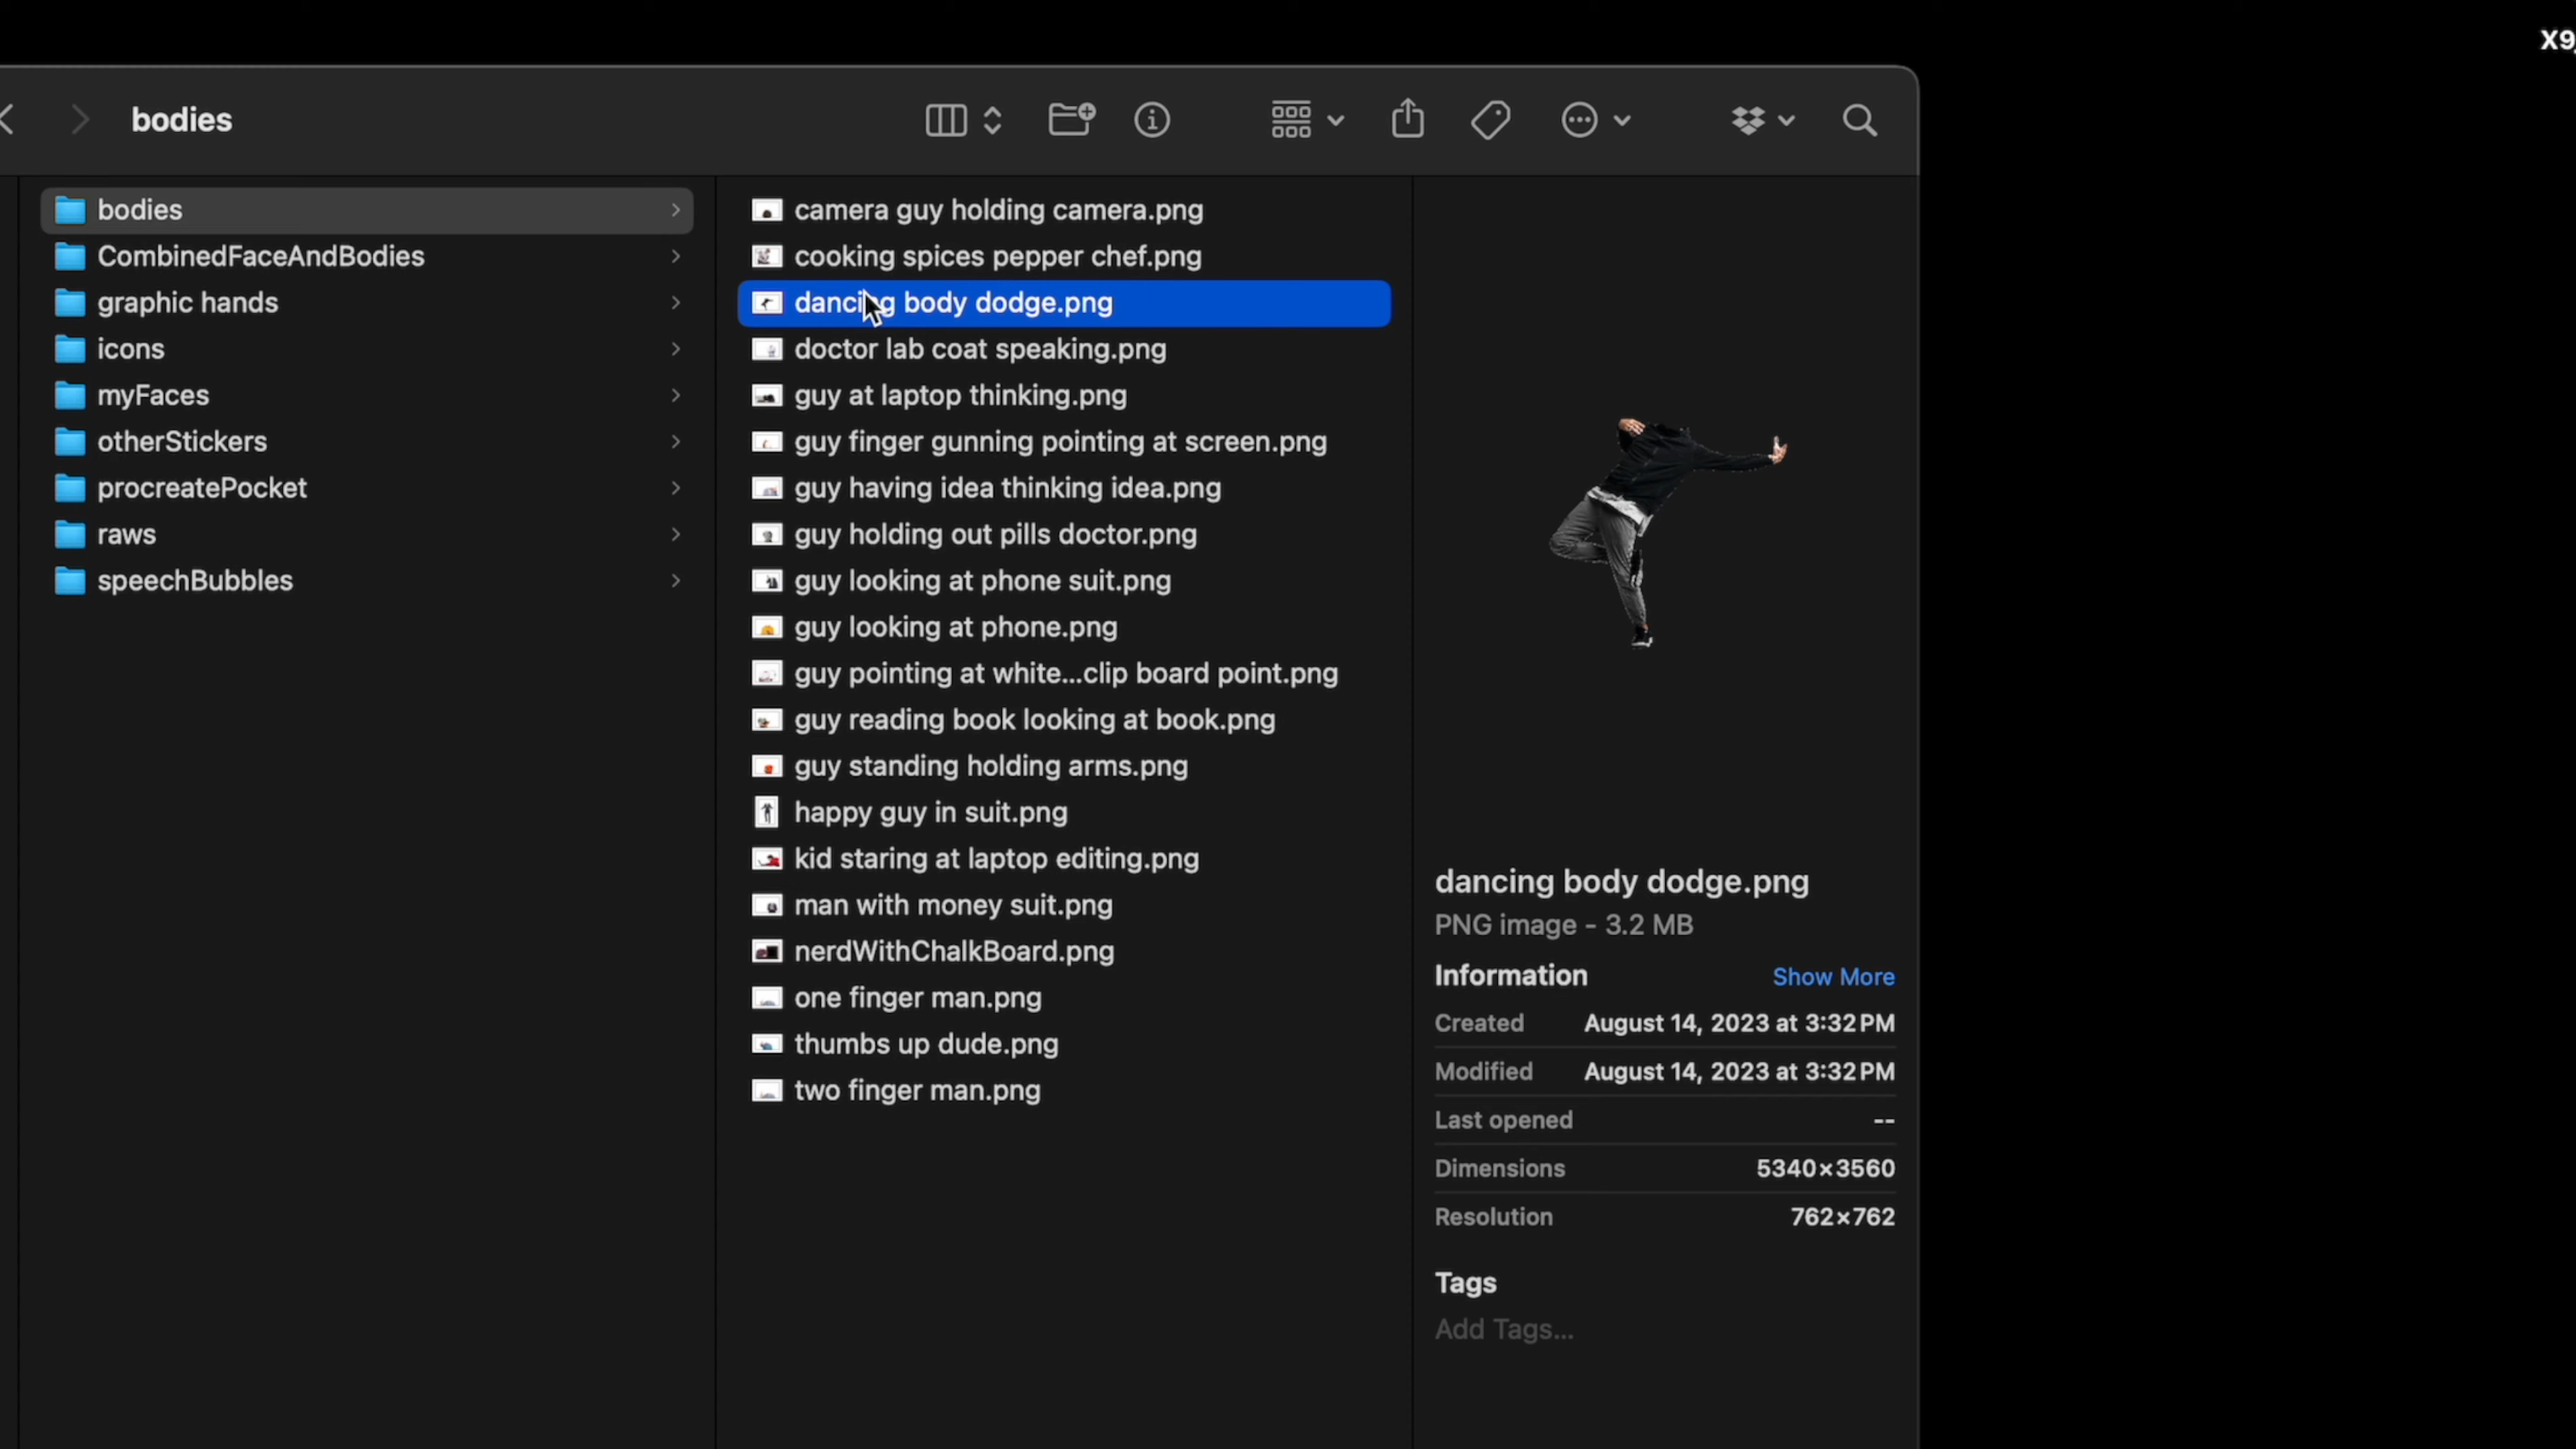 X9
bodies
bodies
CombinedFaceAndBodies
graphic hands
icons
myFaces
otherStickers
procreatePocket
raws
speechBubbles
camera guy holding camera.png
cooking spices pepper chef.png
dancing body dodge.png
doctor lab coat speaking.png
guy at laptop thinking.png
guy finger gunning pointing at screen.png
guy having idea thinking idea.png
guy holding out pills doctor.png
guy looking at phone suit.png
guy looking at phone.png
guy pointing at white...clip board point.png
guy reading book looking at book.png
guy standing holding arms.png
happy guy in suit.png
kid staring at laptop editing.png
man with money suit.png
nerdWithChalkBoard.png
one finger man.png
thumbs up dude.png
two finger man.png
dancing body dodge.png
PNG image - 3.2 MB
Information Show More
Created August 14, 2023 at 3:32 PM
Modified August 14, 2023 at 3:32 PM
Last opened --
Dimensions 5340×3560
Resolution 762×762
Tags
Add Tags...